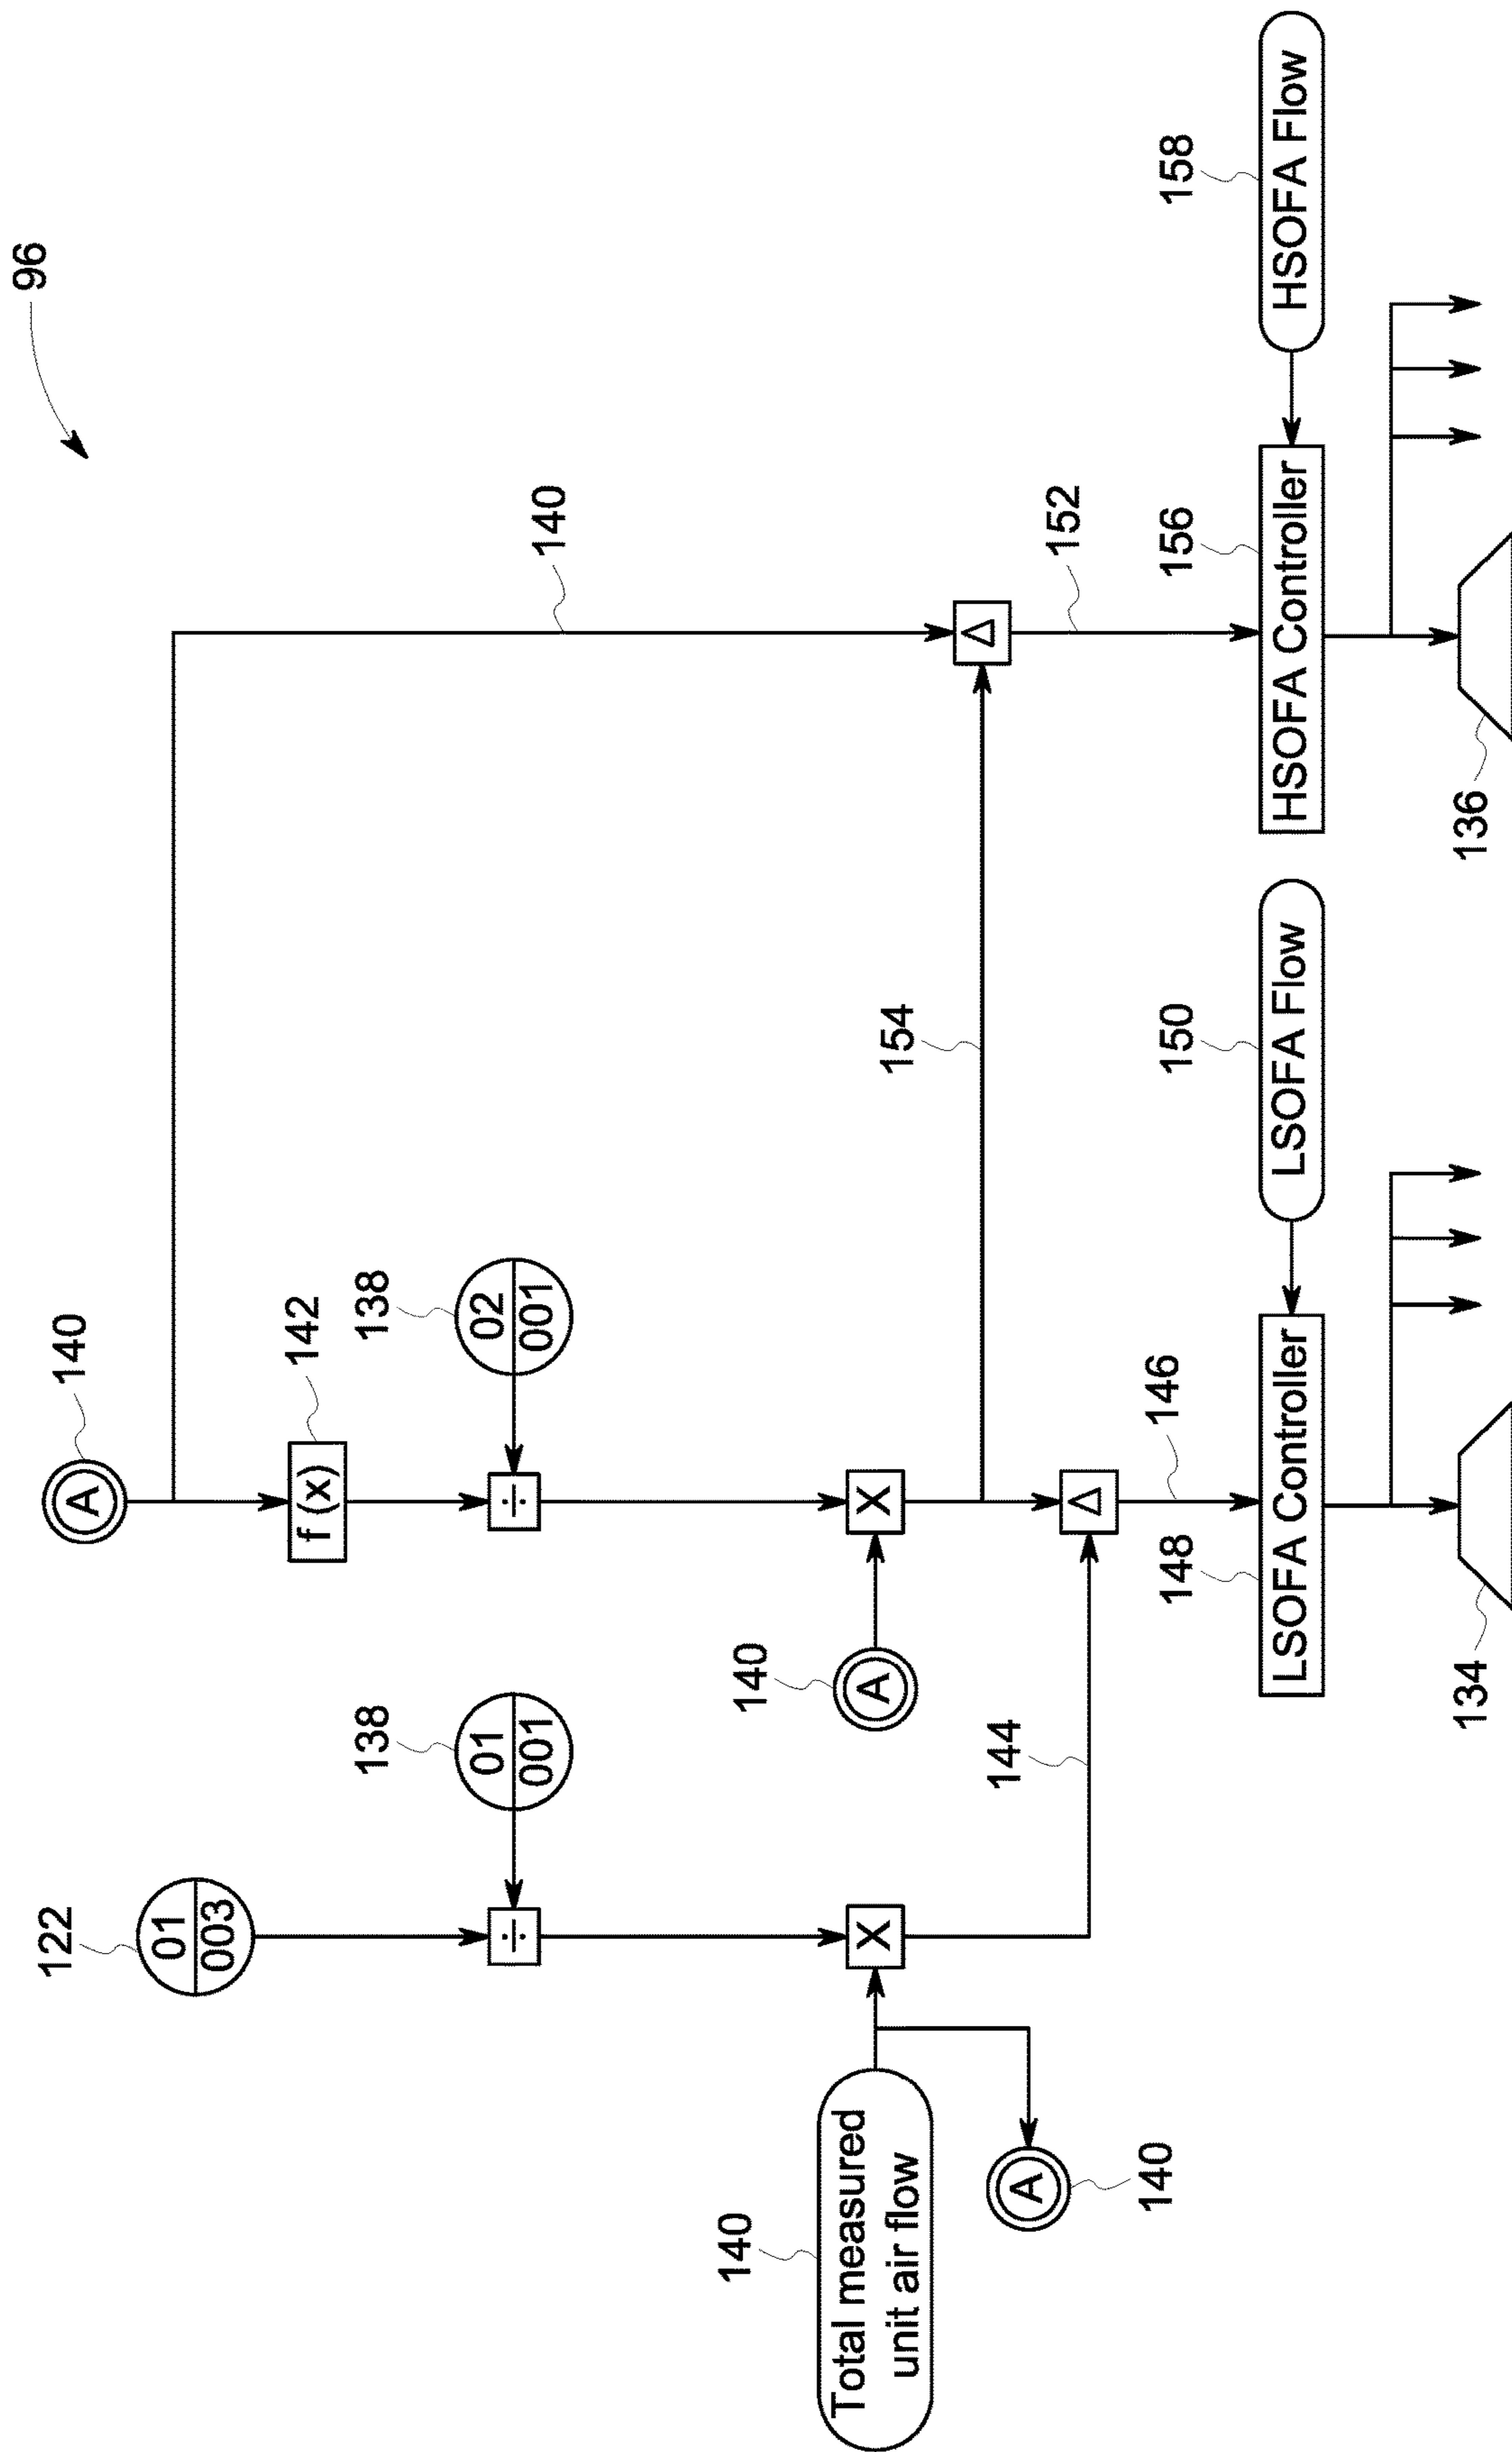 96
140
A
122
01
003
142
f (x)
138
01
001
138
02
001
÷
÷
140
140
Total measured
unit air flow
X
140
A
X
140
A
144
154
Δ
Δ
146
152
148
LSOFA Controller
150
LSOFA Flow
156
HSOFA Controller
158
HSOFA Flow
134
136